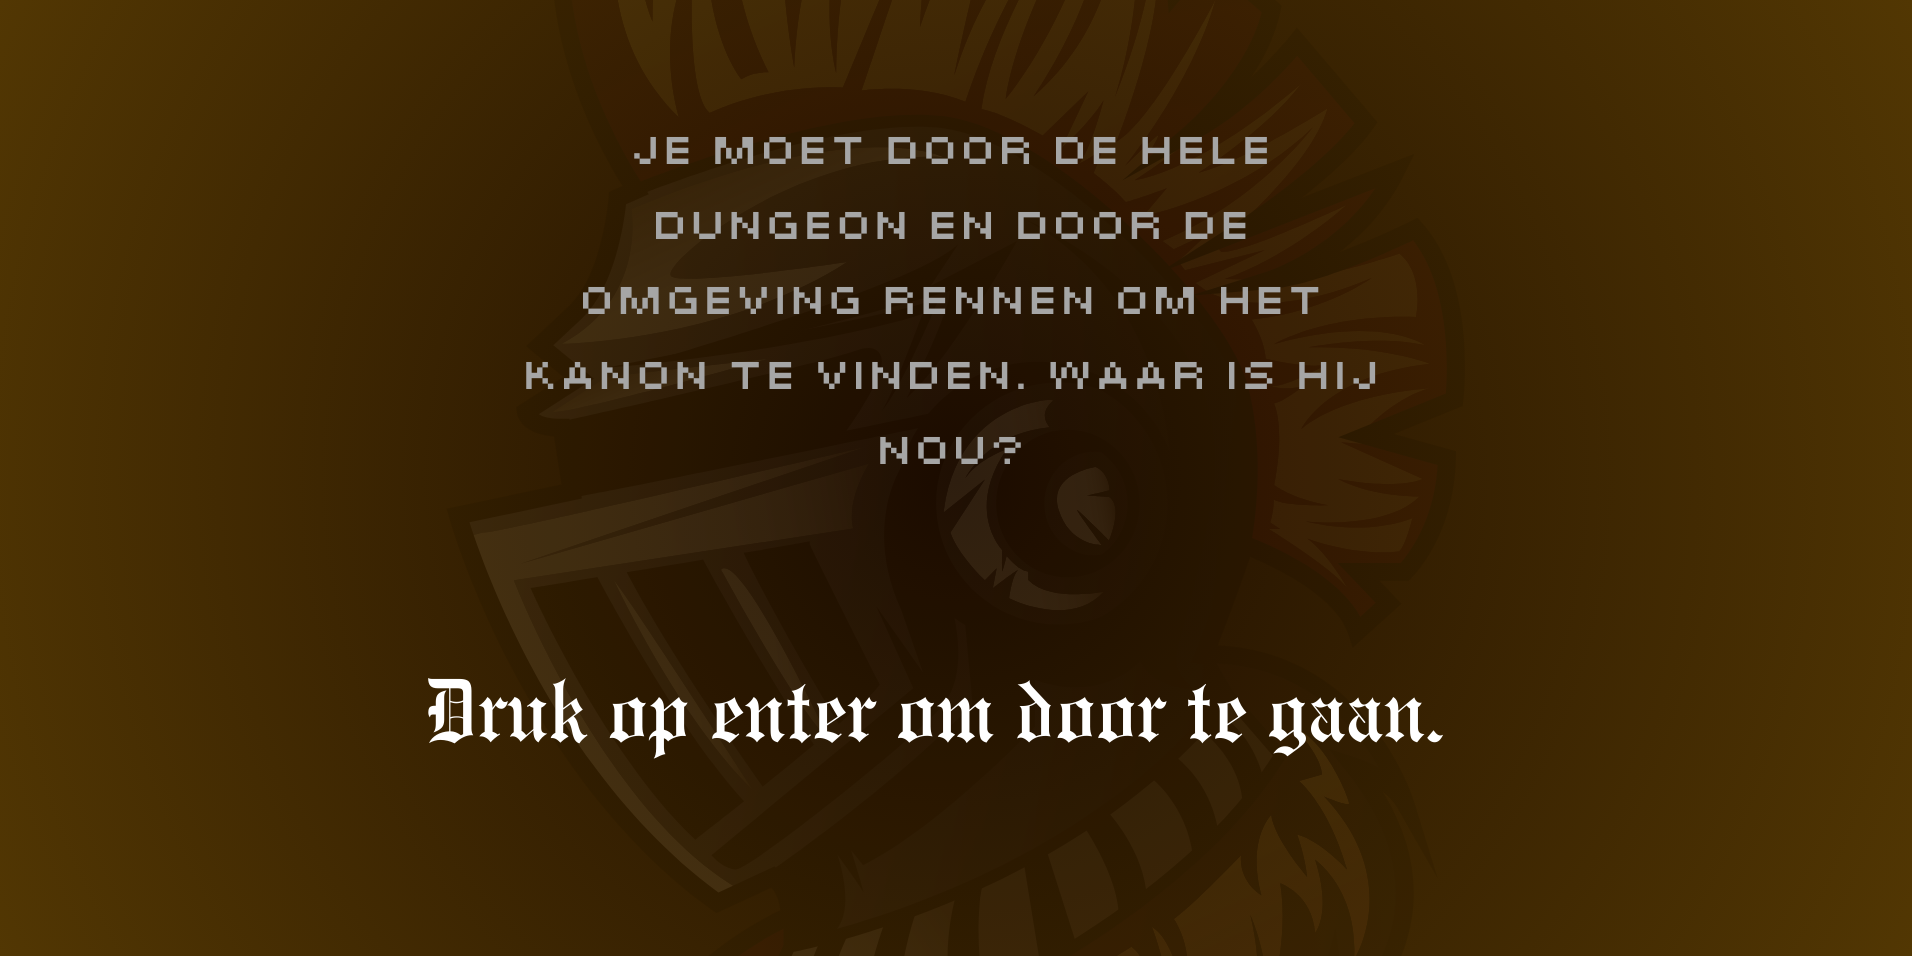 JE MOET DOOR DE HELE
DUNGEON EN DOOR DE
OMGEVING RENNEN OM HET
KANON TE VINDEN. WAAR IS HIJ
NOU?
Druk op enter om door te gaan.